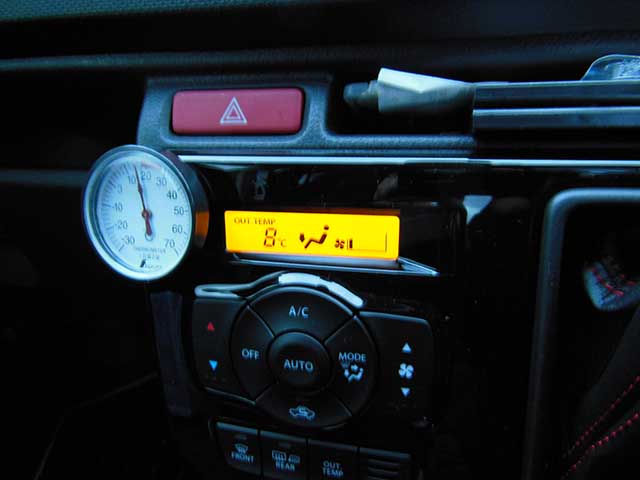 10 20
0 30
-10 40
-20 50
-30 60
70
THERMOMETER
OUT TEMP
8°C
A/C
OFF
AUTO
MODE
FRONT
REAR
OUT
TEMP